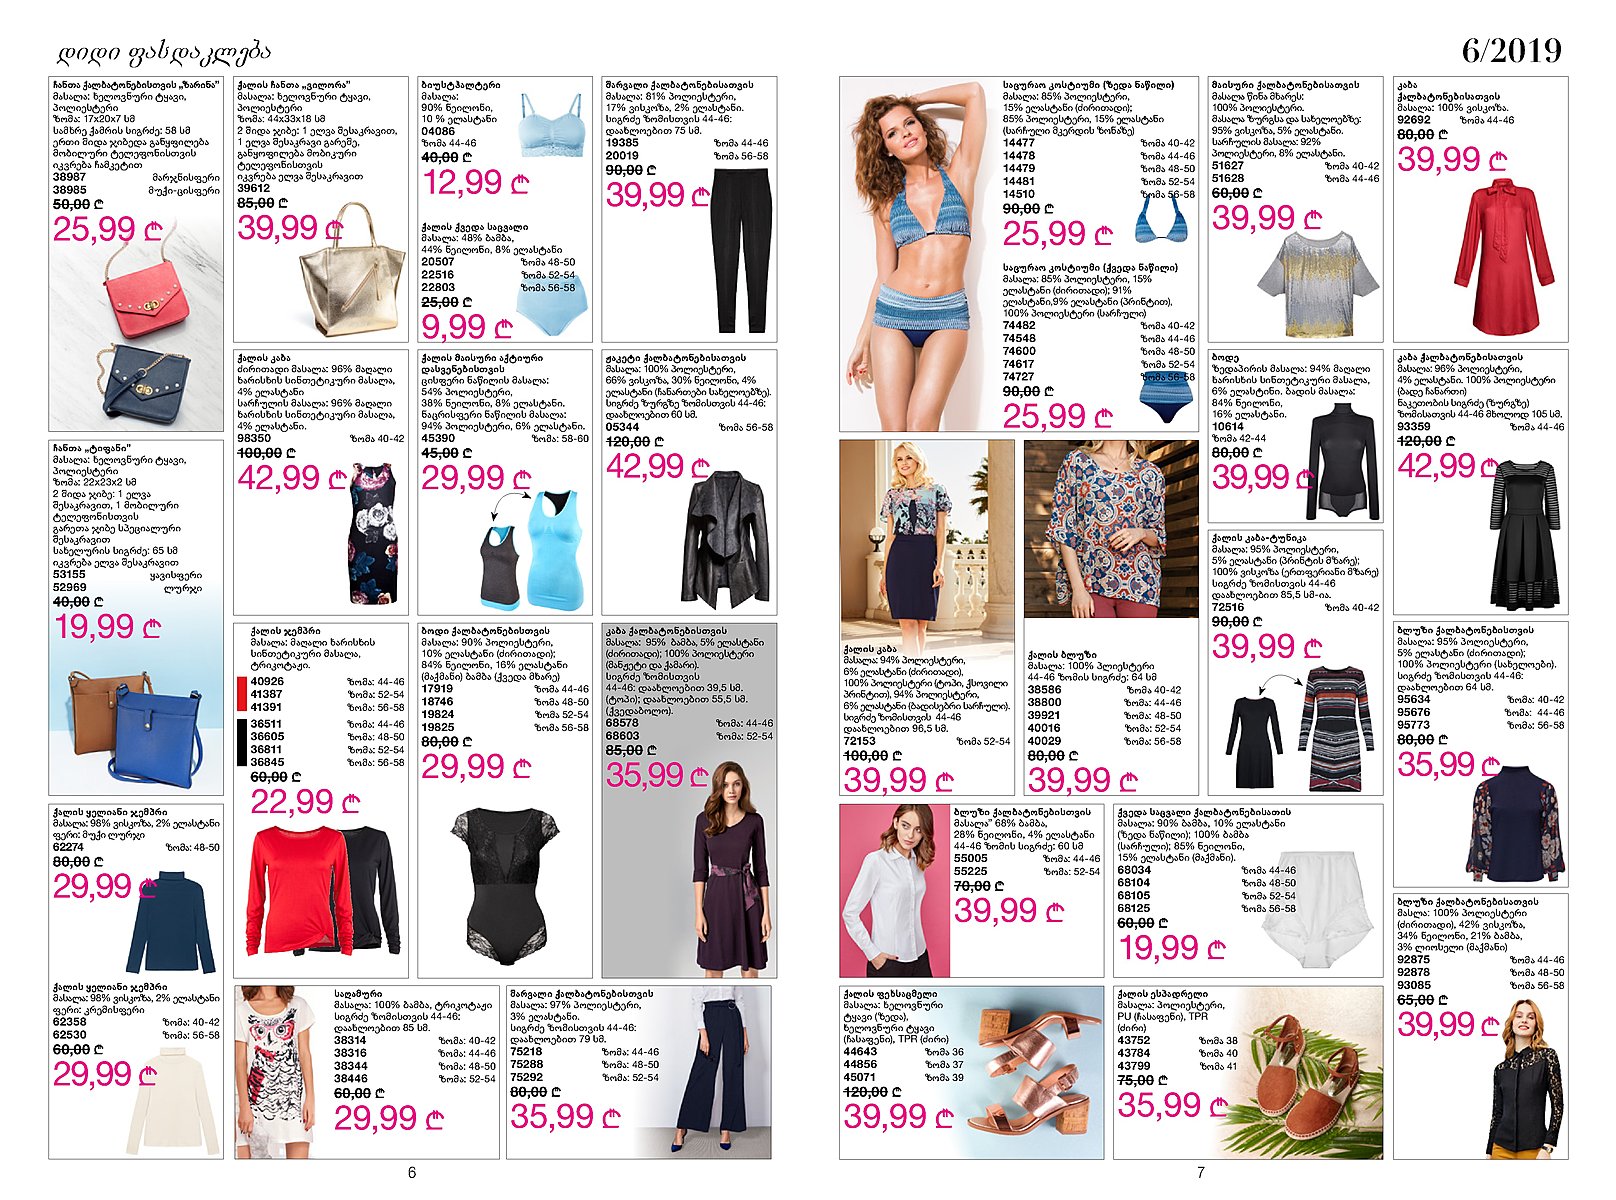 დიდი ფასდაკლება
6/2019
ჩანთა ქალბატონებისთვის „ზარინა”
მასალა: ხელოვნური ტყავი,
პოლიესტერი
ზომა: 17x20x7 სმ
სამხრე ქამრის სიგრძე: 58 სმ
ერთი შიდა ჯიბედა განყოფილება
მობილური ტელეფონისთვის
იკვრება ჩამკეტით
38987 მარჯნისფერი
38985 მუქი-ცისფერი
50,00 ₾
25,99 ₾
ჩანთა „ტიფანი”
მასალა: ხელოვნური ტყავი,
პოლიესტერი
ზომა: 22x23x2 სმ
2 შიდა ჯიბე: 1 ელვა
შესაკრავით, 1 მობილური
ტელეფონისთვის
გარეთა ჯიბე სპეციალური
შესაკრავით
სახელურის სიგრძე: 65 სმ
იკვრება ელვა შესაკრავით
53155 ყავისფერი
52969 ლურჯი
40,00 ₾
19,99 ₾
ქალის ყელიანი ჯემპრი
მასალა: 98% ვისკოზა, 2% ელასტანი
ფერი: მუქი ლურჯი
62274 ზომა: 48-50
80,00 ₾
29,99 ₾
ქალის ყელიანი ჯემპრი
მასალა: 98% ვისკოზა, 2% ელასტანი
ფერი: კრემისფერი
62358 ზომა: 40-42
62530 ზომა: 56-58
60,00 ₾
29,99 ₾
ქალის ჩანთა „ვილორა”
მასალა: ხელოვნური ტყავი,
პოლიესტერი
ზომა: 44x33x18 სმ
2 შიდა ჯიბე: 1 ელვა შესაკრავით,
1 ელვა შესაკრავი გარეშე,
განყოფილება მობიკური
ტელეფონისთვის
იკვრება ელვა შესაკრავით
39612
85,00 ₾
39,99 ₾
ქალის კაბა
ძირითადი მასალა: 96% მაღალი
ხარისხის სინთეტიკური მასალა,
4% ელასტანი
სარჩულის მასალა: 96% მაღალი
ხარისხის სინთეტიკური მასალა,
4% ელასტანი.
98350 ზომა: 40-42
100,00 ₾
42,99 ₾
ქალის ჯემპრი
მასალა: მაღალი ხარისხის
სინთეტიკური მასალა,
ტრიკოტაჟი.
40926 ზომა: 44-46
41387 ზომა: 52-54
41391 ზომა: 56-58
36511 ზომა: 44-46
36605 ზომა: 48-50
36811 ზომა: 52-54
36845 ზომა: 56-58
60,00 ₾
22,99 ₾
ბიუსტჰალტერი
მასალა:
90% ნეილონი,
10 % ელასტანი
04086
ზომა 44-46
40,00 ₾
12,99 ₾
ქალის ქვედა საცვალი
მასალა: 48% ბამბა,
44% ნეილონი, 8% ელასტანი
20507 ზომა 48-50
22516 ზომა 52-54
22803 ზომა 56-58
25,00 ₾
9,99 ₾
ქალის მაისური აქტიური
დასვენებისთვის
ცისფერი ნაწილის მასალა:
54% პოლიესტერი,
38% ნეილონი, 8% ელასტანი.
ნაცრისფერი ნაწილის მასალა:
94% პოლიესტერი, 6% ელასტანი.
45390 ზომა: 58-60
45,00 ₾
29,99 ₾
ბოდი ქალბატონებისთვის
მასალა: 90% პოლიესტერი,
10% ელასტანი (ძირითადი);
84% ნეილონი, 16% ელასტანი
(მაქმანი) ბამბა (ქვედა მხარე)
17919 ზომა 44-46
18746 ზომა 48-50
19824 ზომა 52-54
19825 ზომა 56-58
80,00 ₾
29,99 ₾
შარვალი ქალბატონებისათვის
მასალა: 81% პოლიესტერი,
17% ვისკოზა, 2% ელასტანი.
სიგრძე ზომისთვის 44-46:
დაახლოებით 75 სმ.
19385 ზომა 44-46
20019 ზომა 56-58
90,00 ₾
39,99 ₾
ჟაკეტი ქალბატონებისათვის
მასალა: 100% პოლიესტერი,
66% ვისკოზა, 30% ნეილონი, 4%
ელასტანი (ჩანართები სახელოებზე).
სიგრძე ზურგზე ზომისთვის 44-46:
დაახლოებით 60 სმ.
05344 ზომა 56-58
120,00 ₾
42,99 ₾
კაბა ქალბატონებისთვის
მასალა: 95% ბამბა, 5% ელასტანი
(ძირითადი); 100% პოლიესტერი
(მანჟეტი და ქამარი).
სიგრძე ზომისთვის
44-46: დაახლოებით 39,5 სმ.
(ტოპი); დაახლოებით 55,5 სმ.
(ქვედაბოლო).
68578 ზომა: 44-46
68603 ზომა: 52-54
85,00 ₾
35,99 ₾
საღამური
მასალა: 100% ბამბა, ტრიკოტაჟი
სიგრძე ზომისთვის 44-46:
დაახლოებით 85 სმ.
38314 ზომა: 40-42
38316 ზომა: 44-46
38344 ზომა: 48-50
38446 ზომა: 52-54
60,00 ₾
29,99 ₾
შარვალი ქალბატონებისთვის
მასალა: 97% პოლიესტერი,
3% ელასტანი.
სიგრძე ზომისთვის 44-46:
დაახლოებით 79 სმ.
75218 ზომა: 44-46
75288 ზომა: 48-50
75292 ზომა: 52-54
80,00 ₾
35,99 ₾
6
საცურაო კოსტიუმი (ზედა ნაწილი)
მასალა: 85% პოლიესტერი,
15% ელასტანი (ძირითადი);
85% პოლიესტერი, 15% ელასტანი
(სარჩული მკერდის ზონაზე)
14477 ზომა 40-42
14478 ზომა 44-46
14479 ზომა 48-50
14481 ზომა 52-54
14510 ზომა 56-58
90,00 ₾
25,99 ₾
საცურაო კოსტიუმი (ქვედა ნაწილი)
მასალა: 85% პოლიესტერი, 15%
ელასტანი (ძირითადი); 91%
ელასტანი,9% ელასტანი (პრინტით),
100% პოლიესტერი (სარჩული)
74482 ზომა 40-42
74548 ზომა 44-46
74600 ზომა 48-50
74617 ზომა 52-54
74727 ზომა 56-58
90,00 ₾
25,99 ₾
მაისური ქალბატონებისათვის
მასალა წინა მხარეს:
100% პოლიესტერი.
მასალა ზურგსა და სახელოებზე:
95% ვისკოზა, 5% ელასტანი.
სარჩულის მასალა: 92%
პოლიესტერი, 8% ელასტანი.
51627 ზომა 40-42
51628 ზომა 44-46
60,00 ₾
39,99 ₾
ბოდე
ზედაპირის მასალა: 94% მაღალი
ხარისხის სინთეტიკური მასალა,
6% ელასტინი. ბადის მასალა:
84% ნეილონი,
16% ელასტანი.
10614
ზომა 42-44
80,00 ₾
39,99 ₾
ქალის კაბა-ტუნიკა
მასალა: 95% პოლიესტერი,
5% ელასტანი (პრინტის მხარე);
100% ვისკოზა (ერთფერიანი მხარე)
სიგრძე ზომისთვის 44-46
დაახლოებით 85,5 სმ-ია.
72516 ზომა: 40-42
90,00 ₾
39,99 ₾
კაბა
ქალბატონებისათვის
მასალა: 100% ვისკოზა.
92692 ზომა 44-46
80,00 ₾
39,99 ₾
კაბა ქალბატონებისათვის
მასალა: 96% პოლიესტერი,
4% ელასტანი. 100% პოლიესტერი
(ბადე ჩანართი)
ნაკეთობის სიგრძე (ზურგზე)
ზომისათვის 44-46 მხოლოდ 105 სმ.
93359 ზომა 44-46
120,00 ₾
42,99 ₾
ბლუზი ქალბატონებისათვის
მასალა: 95% პოლიესტერი,
5% ელასტანი (ძირითადი);
100% პოლიესტერი (სახელოები).
სიგრძე ზომისთვის 44-46:
დაახლოებით 64 სმ.
95634 ზომა: 40-42
95676 ზომა: 44-46
95773 ზომა: 56-58
80,00 ₾
35,99 ₾
ქალის კაბა
მასალა: 94% პოლიესტერი,
6% ელასტანი (ძირითადი),
100% პოლიესტერი (ტოპი, ქსოვილი
პრინტით), 94% პოლიესტერი,
6% ელასტანი (ბადისებრი სარჩული).
სიგრძე ზომისთვის 44-46
დაახლოებით 96,5 სმ.
72153 ზომა 52-54
100,00 ₾
39,99 ₾
ქალის ბლუზი
მასალა: 100% პოლიესტერი
44-46 ზომის სიგრძე: 64 სმ
38586 ზომა 40-42
38800 ზომა 44-46
39921 ზომა 48-50
40016 ზომა 52-54
40029 ზომა 56-58
80,00 ₾
39,99 ₾
ბლუზი ქალბატონებისთვის
მასალა” 68% ბამბა,
28% ნეილონი, 4% ელასტანი
44-46 ზომის სიგრძე: 60 სმ
55005 ზომა: 44-46
55225 ზომა: 52-54
70,00 ₾
39,99 ₾
ქვედა საცვალი ქალბატონებისათის
მასალა: 90% ბამბა, 10% ელასტანი
(ზედა ნაწილი); 100% ბამბა
(სარჩული); 85% ნეილონი,
15% ელასტანი (მაქმანი).
68034 ზომა 44-46
68104 ზომა 48-50
68105 ზომა 52-54
68125 ზომა 56-58
60,00 ₾
19,99 ₾
ბლუზი ქალბატონებისათვის
მასლა: 100% პოლიესტერი
(ძირითადი), 42% ვისკოზა,
34% ნეილონი, 21% ბამბა,
3% ლიოსელი (მაქმანი)
92875 ზომა 44-46
92878 ზომა 48-50
93085 ზომა 56-58
65,00 ₾
39,99 ₾
ქალის ფეხსაცმელი
მასალა: ხელოვნური
ტყავი (ზედა),
ხელოვნური ტყავი
(ჩასაფენი), TPR (ძირი)
44643 ზომა 36
44856 ზომა 37
45071 ზომა 39
120,00 ₾
39,99 ₾
ქალის ესპადრელი
მასალა: პოლიესტერი,
PU (ჩასაფენი), TPR
(ძირი)
43752 ზომა 38
43784 ზომა 40
43799 ზომა 41
75,00 ₾
35,99 ₾
7